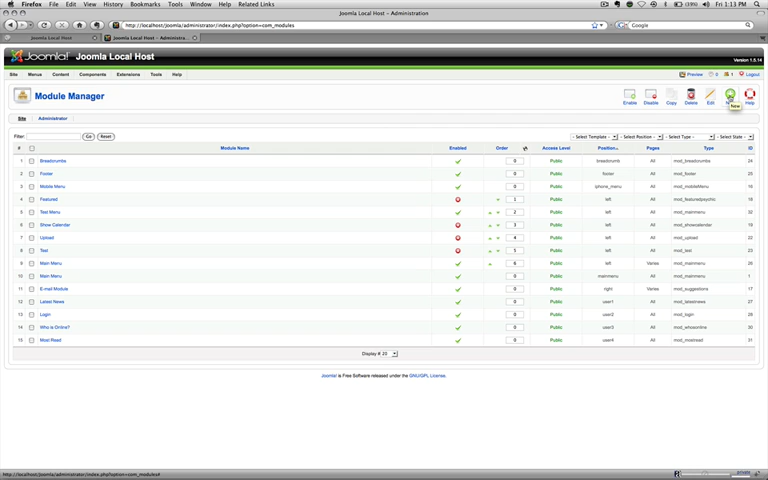 Firefox File Edit View History Bookmarks Tools Window Help Related Links
(39%) Fri 1:13 PM
Joomla Local Host - Administration
http://localhost/joomla/administrator/index.php?option=com_modules
Google
Joomla Local Host
Joomla Local Host - Administra...
Joomla! Joomla Local Host
Version 1.5.14
Site Menus Content Components Extensions Tools Help
Preview 0 1 Logout
Module Manager
Enable Disable Copy Delete Edit Help
New
Site Administrator
Filter: Go Reset
- Select Template - - Select Position - - Select Type - - Select State -
# Module Name Enabled Order Access Level Position Pages Type ID
1 Breadcrumbs 0 Public breadcrumb All mod_breadcrumbs 24
2 Footer 0 Public footer All mod_footer 25
3 Mobile Menu 0 Public iphone_menu All mod_mobileMenu 16
4 Featured 1 Public left All mod_featuredpsychic 18
5 Test Menu 2 Public left All mod_mainmenu 32
6 Show Calendar 3 Public left All mod_showcalender 19
7 Upload 4 Public left All mod_upload 22
8 Test 5 Public left All mod_test 23
9 Main Menu 6 Public left Varies mod_mainmenu 26
10 Main Menu 0 Public mainmenu All mod_mainmenu 1
11 E-mail Module 0 Public right Varies mod_suggestions 17
12 Latest News 0 Public user1 All mod_latestnews 27
13 Login 0 Public user2 All mod_login 28
14 Who is Online? 0 Public user3 All mod_whosonline 30
15 Most Read 0 Public user4 All mod_mostread 31
Display # 20
Joomla! is Free Software released under the GNU/GPL License.
http://localhost/joomla/administrator/index.php?option=com_modules#